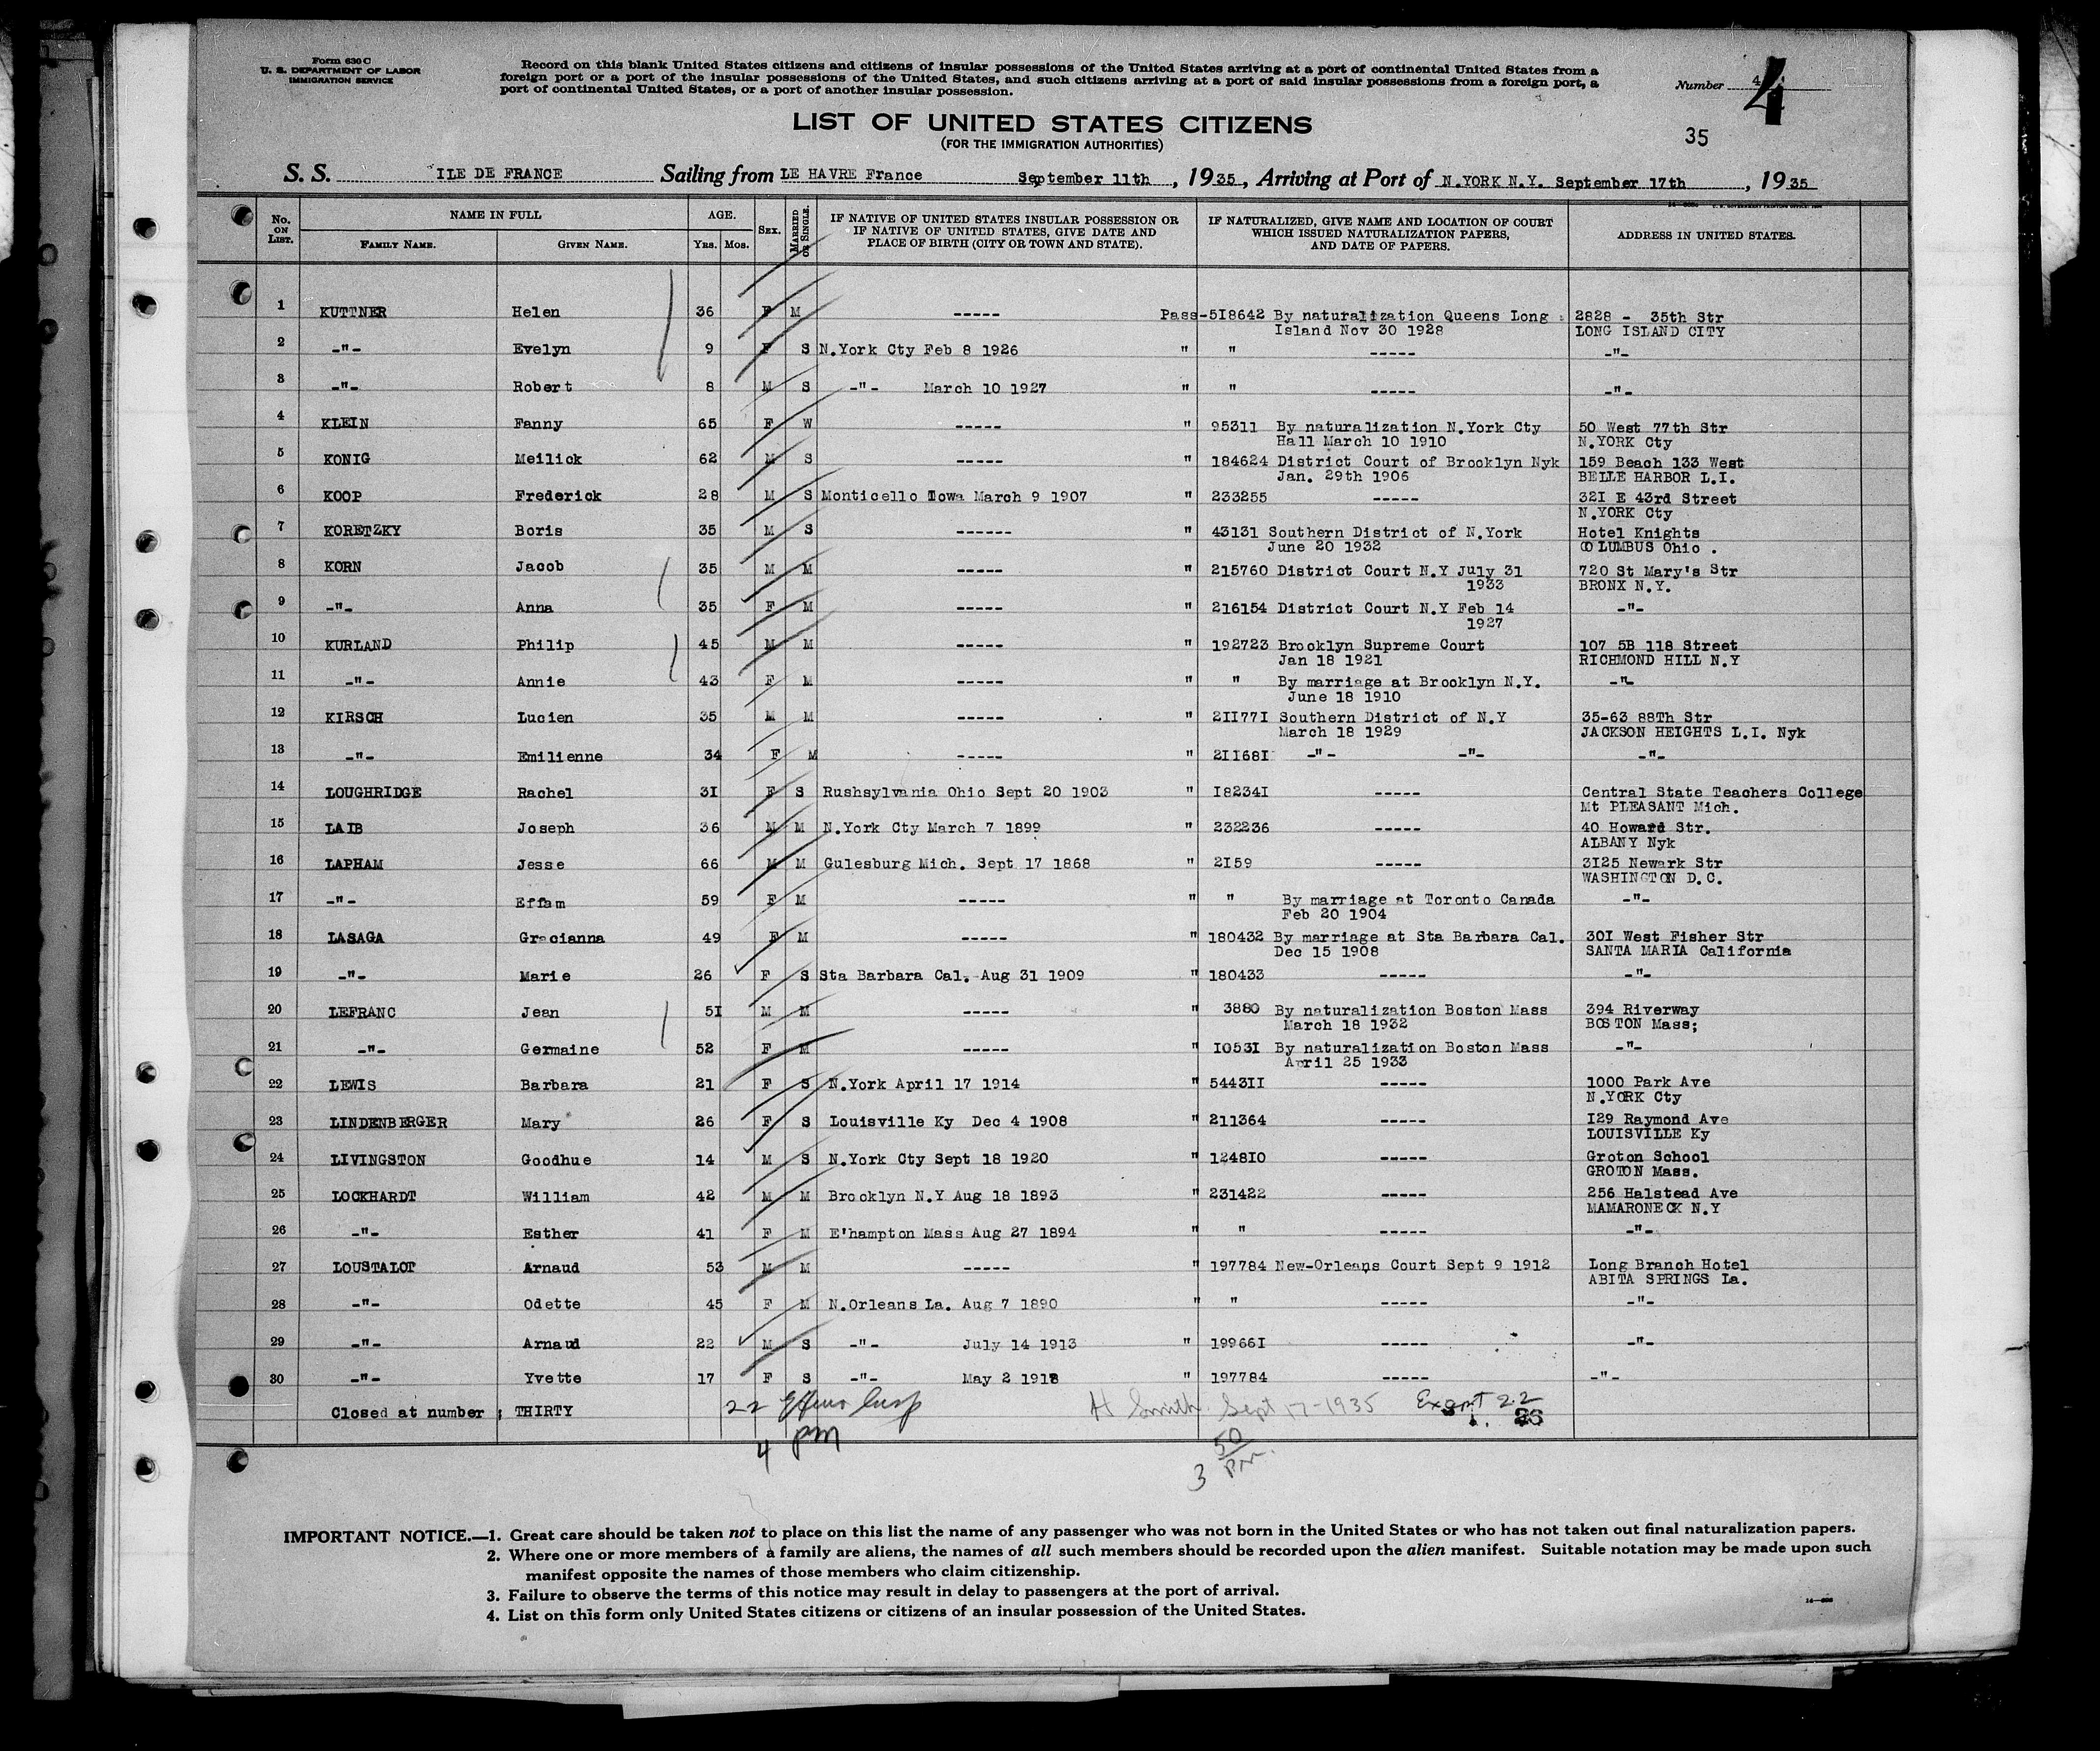 Form 630 C
U. S. DEPARTMENT OF LABOR
IMMIGRATION SERVICE
Record on this blank United States citizens and citizens of insular possessions of the United States arriving at a port of continental United States from a
foreign port or a port of the insular possessions of the United States, and such citizens arriving at a port of said insular possessions from a foreign port, a
port of continental United States, or a port of another insular possession.
Number 4
4
LIST OF UNITED STATES CITIZENS
35
(FOR THE IMMIGRATION AUTHORITIES)
S. S. ILE DE FRANCE Sailing from LE HAVRE France September 11th, 1935, Arriving at Port of N.YORK N.Y. September 17th, 1935
No. ON LIST. NAME IN FULL FAMILY NAME. GIVEN NAME. AGE. Yrs. Mos. SEX. MARRIED OR SINGLE. IF NATIVE OF UNITED STATES INSULAR POSSESSION OR IF NATIVE OF UNITED STATES, GIVE DATE AND PLACE OF BIRTH (CITY OR TOWN AND STATE). IF NATURALIZED, GIVE NAME AND LOCATION OF COURT WHICH ISSUED NATURALIZATION PAPERS, AND DATE OF PAPERS. ADDRESS IN UNITED STATES.
1 KUTTNER Helen 36 F M ----- Pass-5I8642 By naturalization Queens Long 2828 - 35th Str
Island Nov 30 1928 LONG ISLAND CITY
2 -"- Evelyn 9 F S N.York Cty Feb 8 1926 " " ----- -"-
3 -"- Robert 8 M S -"- March 10 1927 " " ----- -"-
4 KLEIN Fanny 65 F W ----- " 95311 By naturalization N.York Cty 50 West 77th Str
Hall March 10 1910 N.YORK Cty
5 KONIG Meilick 62 M S ----- " 184624 District Court of Brooklyn Nyk 159 Beach 133 West
Jan. 29th 1906 BELLE HARBOR L.I.
6 KOOP Frederick 28 M S Monticello Iowa March 9 1907 " 233255 ----- 32I E 43rd Street
N.YORK Cty
7 KORETZKY Boris 35 M S ------ " 43131 Southern District of N.York Hotel Knights
June 20 1932 COLUMBUS Ohio .
8 KORN Jacob 35 M M ----- " 215760 District Court N.Y July 31 720 St Mary's Str
1933 BRONX N.Y.
9 -"- Anna 35 F M ----- " 216154 District Court N.Y Feb 14 -"-
1927
10 KURLAND Philip 45 M M ----- " 192723 Brooklyn Supreme Court 107 5B 118 Street
Jan 18 1921 RICHMOND HILL N.Y
11 -"- Annie 43 F M ----- " " By marriage at Brooklyn N.Y. -"-
June 18 1910
12 KIRSCH Lucien 35 M M ----- " 2II77I Southern District of N.Y 35-63 88Th Str
March 18 1929 JACKSON HEIGHTS L.I. Nyk
13 -"- Emilienne 34 F M ----- " 2II68I -"- -"- -"-
14 LOUGHRIDGE Rachel 3I F S Rushsylvania Ohio Sept 20 1903 " I8234I ----- Central State Teachers College
Mt PLEASANT Mich.
15 LAIB Joseph 36 M M N.York Cty March 7 1899 " 232236 ----- 40 Howard Str.
ALBANY Nyk
16 LAPHAM Jesse 66 M M Gulesburg Mich. Sept 17 1868 " 2I59 ----- 3I25 Newark Str
WASHINGTON D.C.
17 -"- Effam 59 F M ----- " " By marriage at Toronto Canada -"-
Feb 20 1904
18 LASAGA Gracianna 49 F M ----- " 180432 By marriage at Sta Barbara Cal. 30I West Fisher Str
Dec 15 1908 SANTA MARIA California
19 -"- Marie 26 F S Sta Barbara Cal. Aug 31 1909 " 180433 ----- -"-
20 LEFRANC Jean 5I M M ----- " 3880 By naturalization Boston Mass 394 Riverway
March 18 1932 BOSTON Mass;
21 -"- Germaine 52 F M ----- " I053I By naturalization Boston Mass -"-
April 25 1933
22 LEWIS Barbara 21 F S N.York April 17 1914 " 5443II ----- 1000 Park Ave
N.YORK Cty
23 LINDENBERGER Mary 26 F S Louisville Ky Dec 4 1908 " 211364 ----- I29 Raymond Ave
LOUISVILLE Ky
24 LIVINGSTON Goodhue 14 M S N.York Cty Sept 18 1920 " 1248I0 ----- Groton School
GROTON Mass.
25 LOCKHARDT William 42 M M Brooklyn N.Y Aug 18 1893 " 231422 ----- 256 Halstead Ave
MAMARONECK N.Y
26 -"- Esther 41 F M E'hampton Mass Aug 27 1894 " " ----- -"-
27 LOUSTALOT Arnaud 53 M M ----- " 197784 New-Orleans Court Sept 9 1912 Long Branch Hotel
ABITA SPRINGS La.
28 -"- Odette 45 F M N.Orleans La. Aug 7 1890 " " ----- -"-
29 -"- Arnaud 22 M S -"- July 14 1913 " 19966I ----- -"-
30 -"- Yvette 17 F S -"- May 2 1918 " 197784 ----- -"-
Closed at number ; THIRTY 22 Insp H Smith Sept 17-1935 Exept 22
4 pm 3 50 PM
IMPORTANT NOTICE.—1. Great care should be taken not to place on this list the name of any passenger who was not born in the United States or who has not taken out final naturalization papers.
2. Where one or more members of a family are aliens, the names of all such members should be recorded upon the alien manifest. Suitable notation may be made upon such
manifest opposite the names of those members who claim citizenship.
3. Failure to observe the terms of this notice may result in delay to passengers at the port of arrival.
4. List on this form only United States citizens or citizens of an insular possession of the United States.